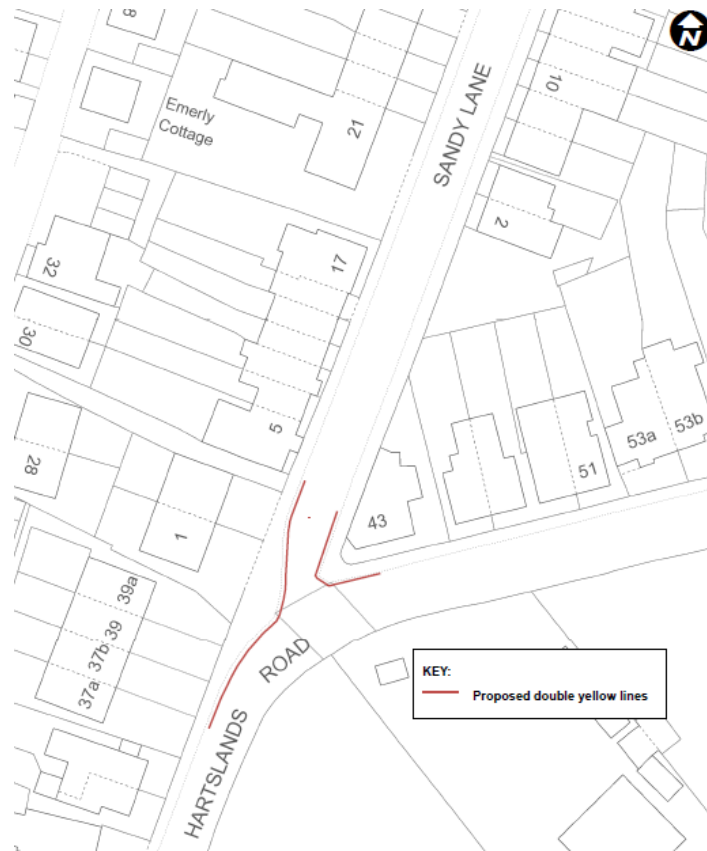 8
N
Emerly
Cottage
21
SANDY LANE
10
2
17
32
30
5
28
1
43
51
53a
53b
39a
39
37b
37a
HARTSLANDS ROAD
KEY:
Proposed double yellow lines